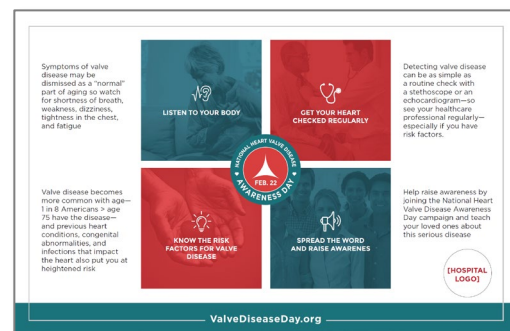 Symptoms of valve
disease may be
dismissed as a “normal”
part of aging so watch
for shortness of breath,
weakness, dizziness,
tightness in the chest,
and fatigue
LISTEN TO YOUR BODY
GET YOUR HEART
CHECKED REGULARLY
Detecting valve disease
can be as simple as
a routine check with
a stethoscope or an
echocardiogram—so
see your healthcare
professional regularly—
especially if you have
risk factors.
NATIONAL HEART VALVE DISEASE
FEB. 22
AWARENESS DAY
Valve disease becomes
more common with age—
1 in 8 Americans > age
75 have the disease—
and previous heart
conditions, congenital
abnormalities, and
infections that impact
the heart also put you at
heightened risk
KNOW THE RISK
FACTORS FOR VALVE
DISEASE
SPREAD THE WORD
AND RAISE AWARENES
Help raise awareness by
joining the National Heart
Valve Disease Awareness
Day campaign and teach
your loved ones about
this serious disease
[HOSPITAL
LOGO]
ValveDiseaseDay.org